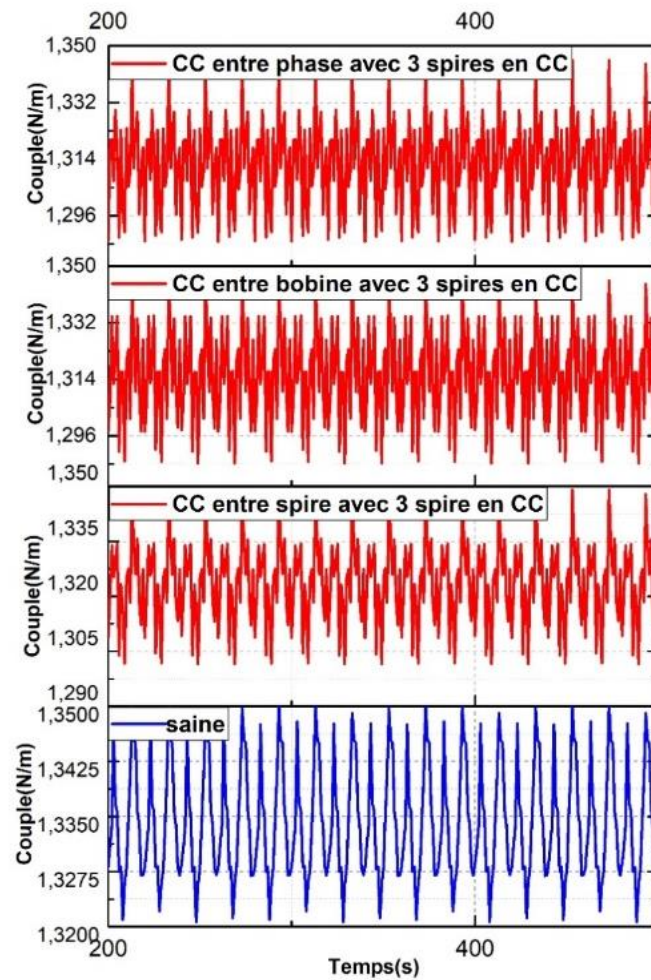 200 400
1,350
CC entre phase avec 3 spires en CC
1,332
1,314
1,296
Couple(N/m)
1,350
CC entre bobine avec 3 spires en CC
1,332
1,314
1,296
Couple(N/m)
1,350
CC entre spire avec 3 spire en CC
1,335
1,320
1,305
1,290
Couple(N/m)
1,3500
saine
1,3425
1,3350
1,3275
1,3200
Couple(N/m)
200 400
Temps(s)